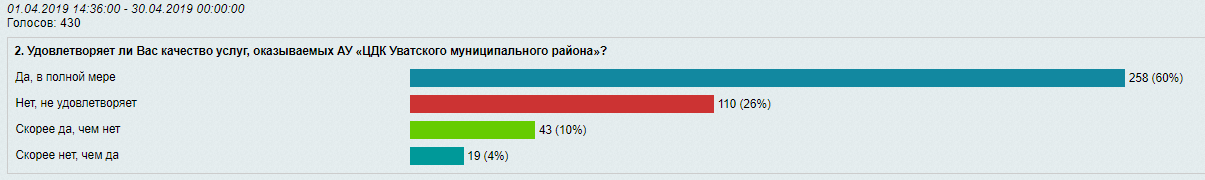 01.04.2019 14:36:00 - 30.04.2019 00:00:00
Голосов: 430
2. Удовлетворяет ли Вас качество услуг, оказываемых АУ «ЦДК Уватского муниципального района»?
Да, в полной мере 258 (60%)
Нет, не удовлетворяет 110 (26%)
Скорее да, чем нет 43 (10%)
Скорее нет, чем да 19 (4%)